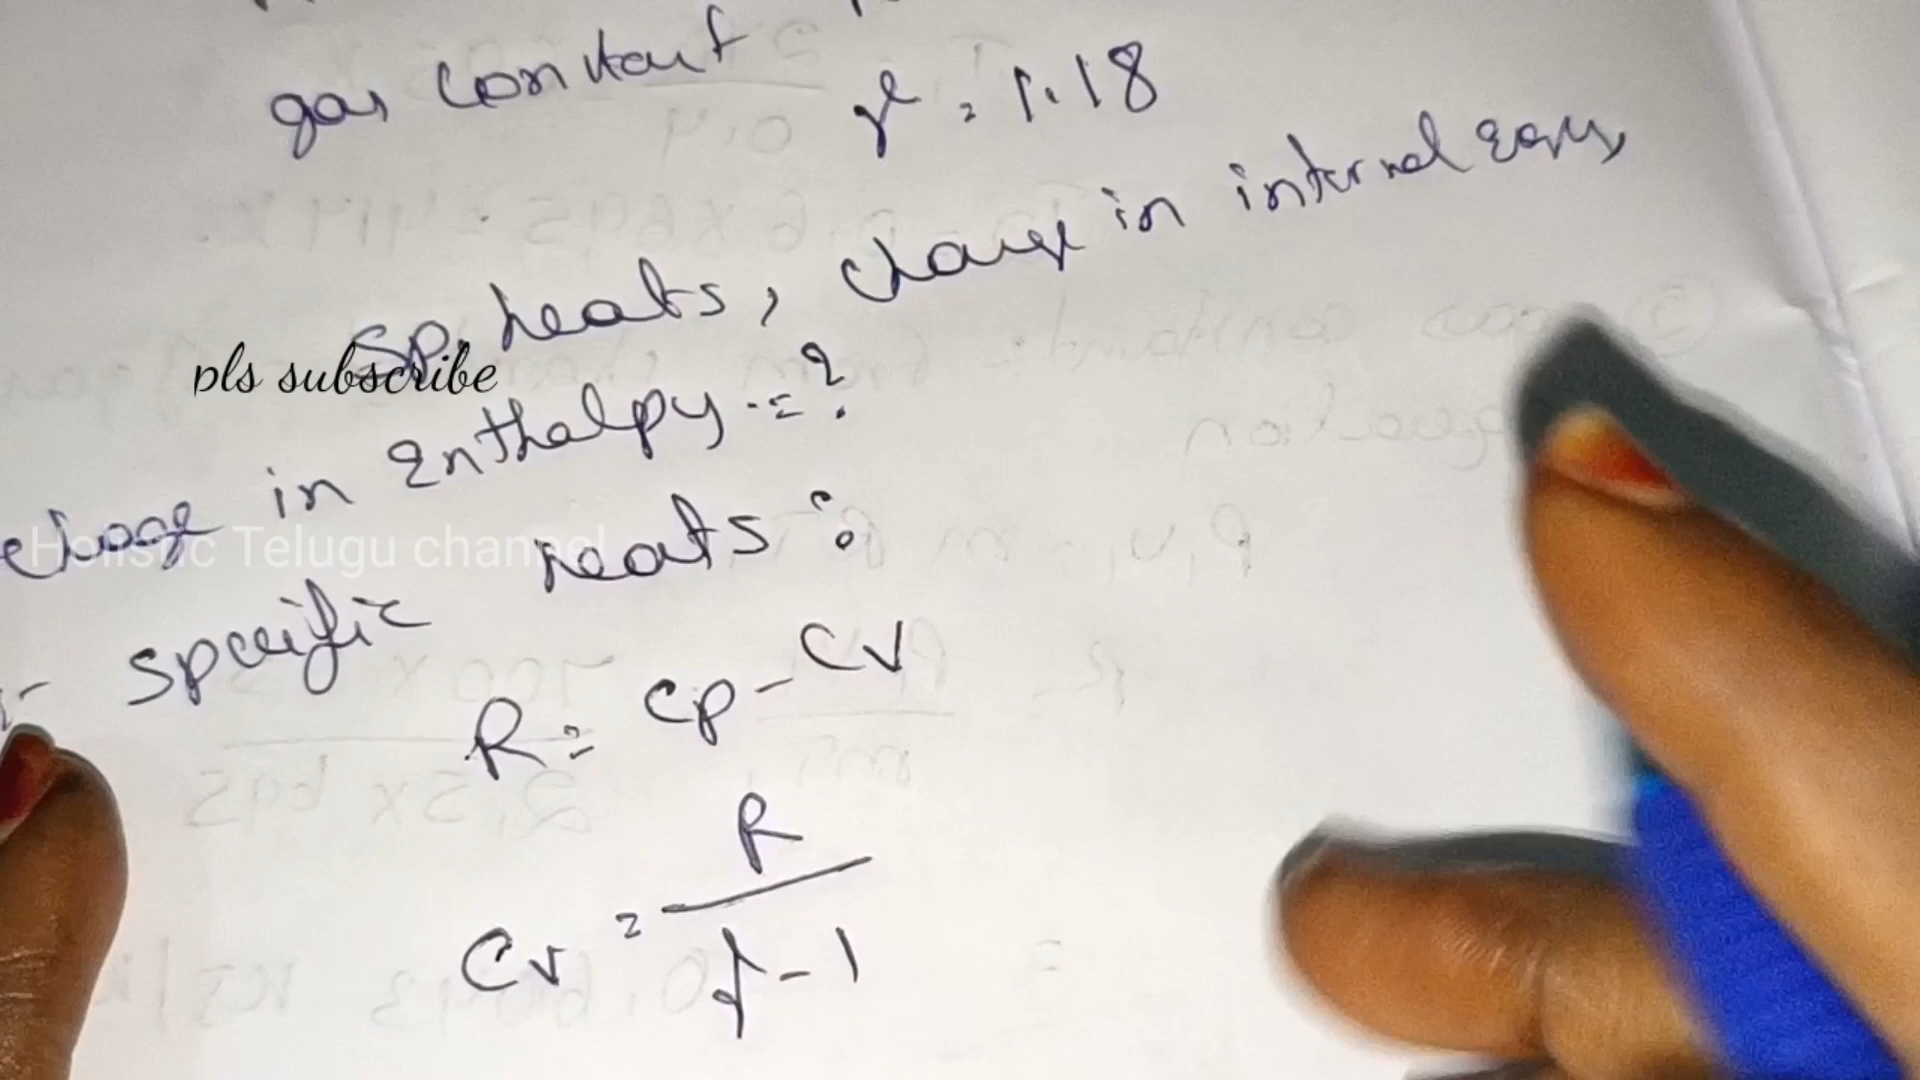 gas constant
γ = 1.18
sp. heats, change in internal
change in Enthalpy = ?
pls subscribe
Holistic Telugu channel
specific heats :
R = Cp - Cv
Cv = R / γ - 1